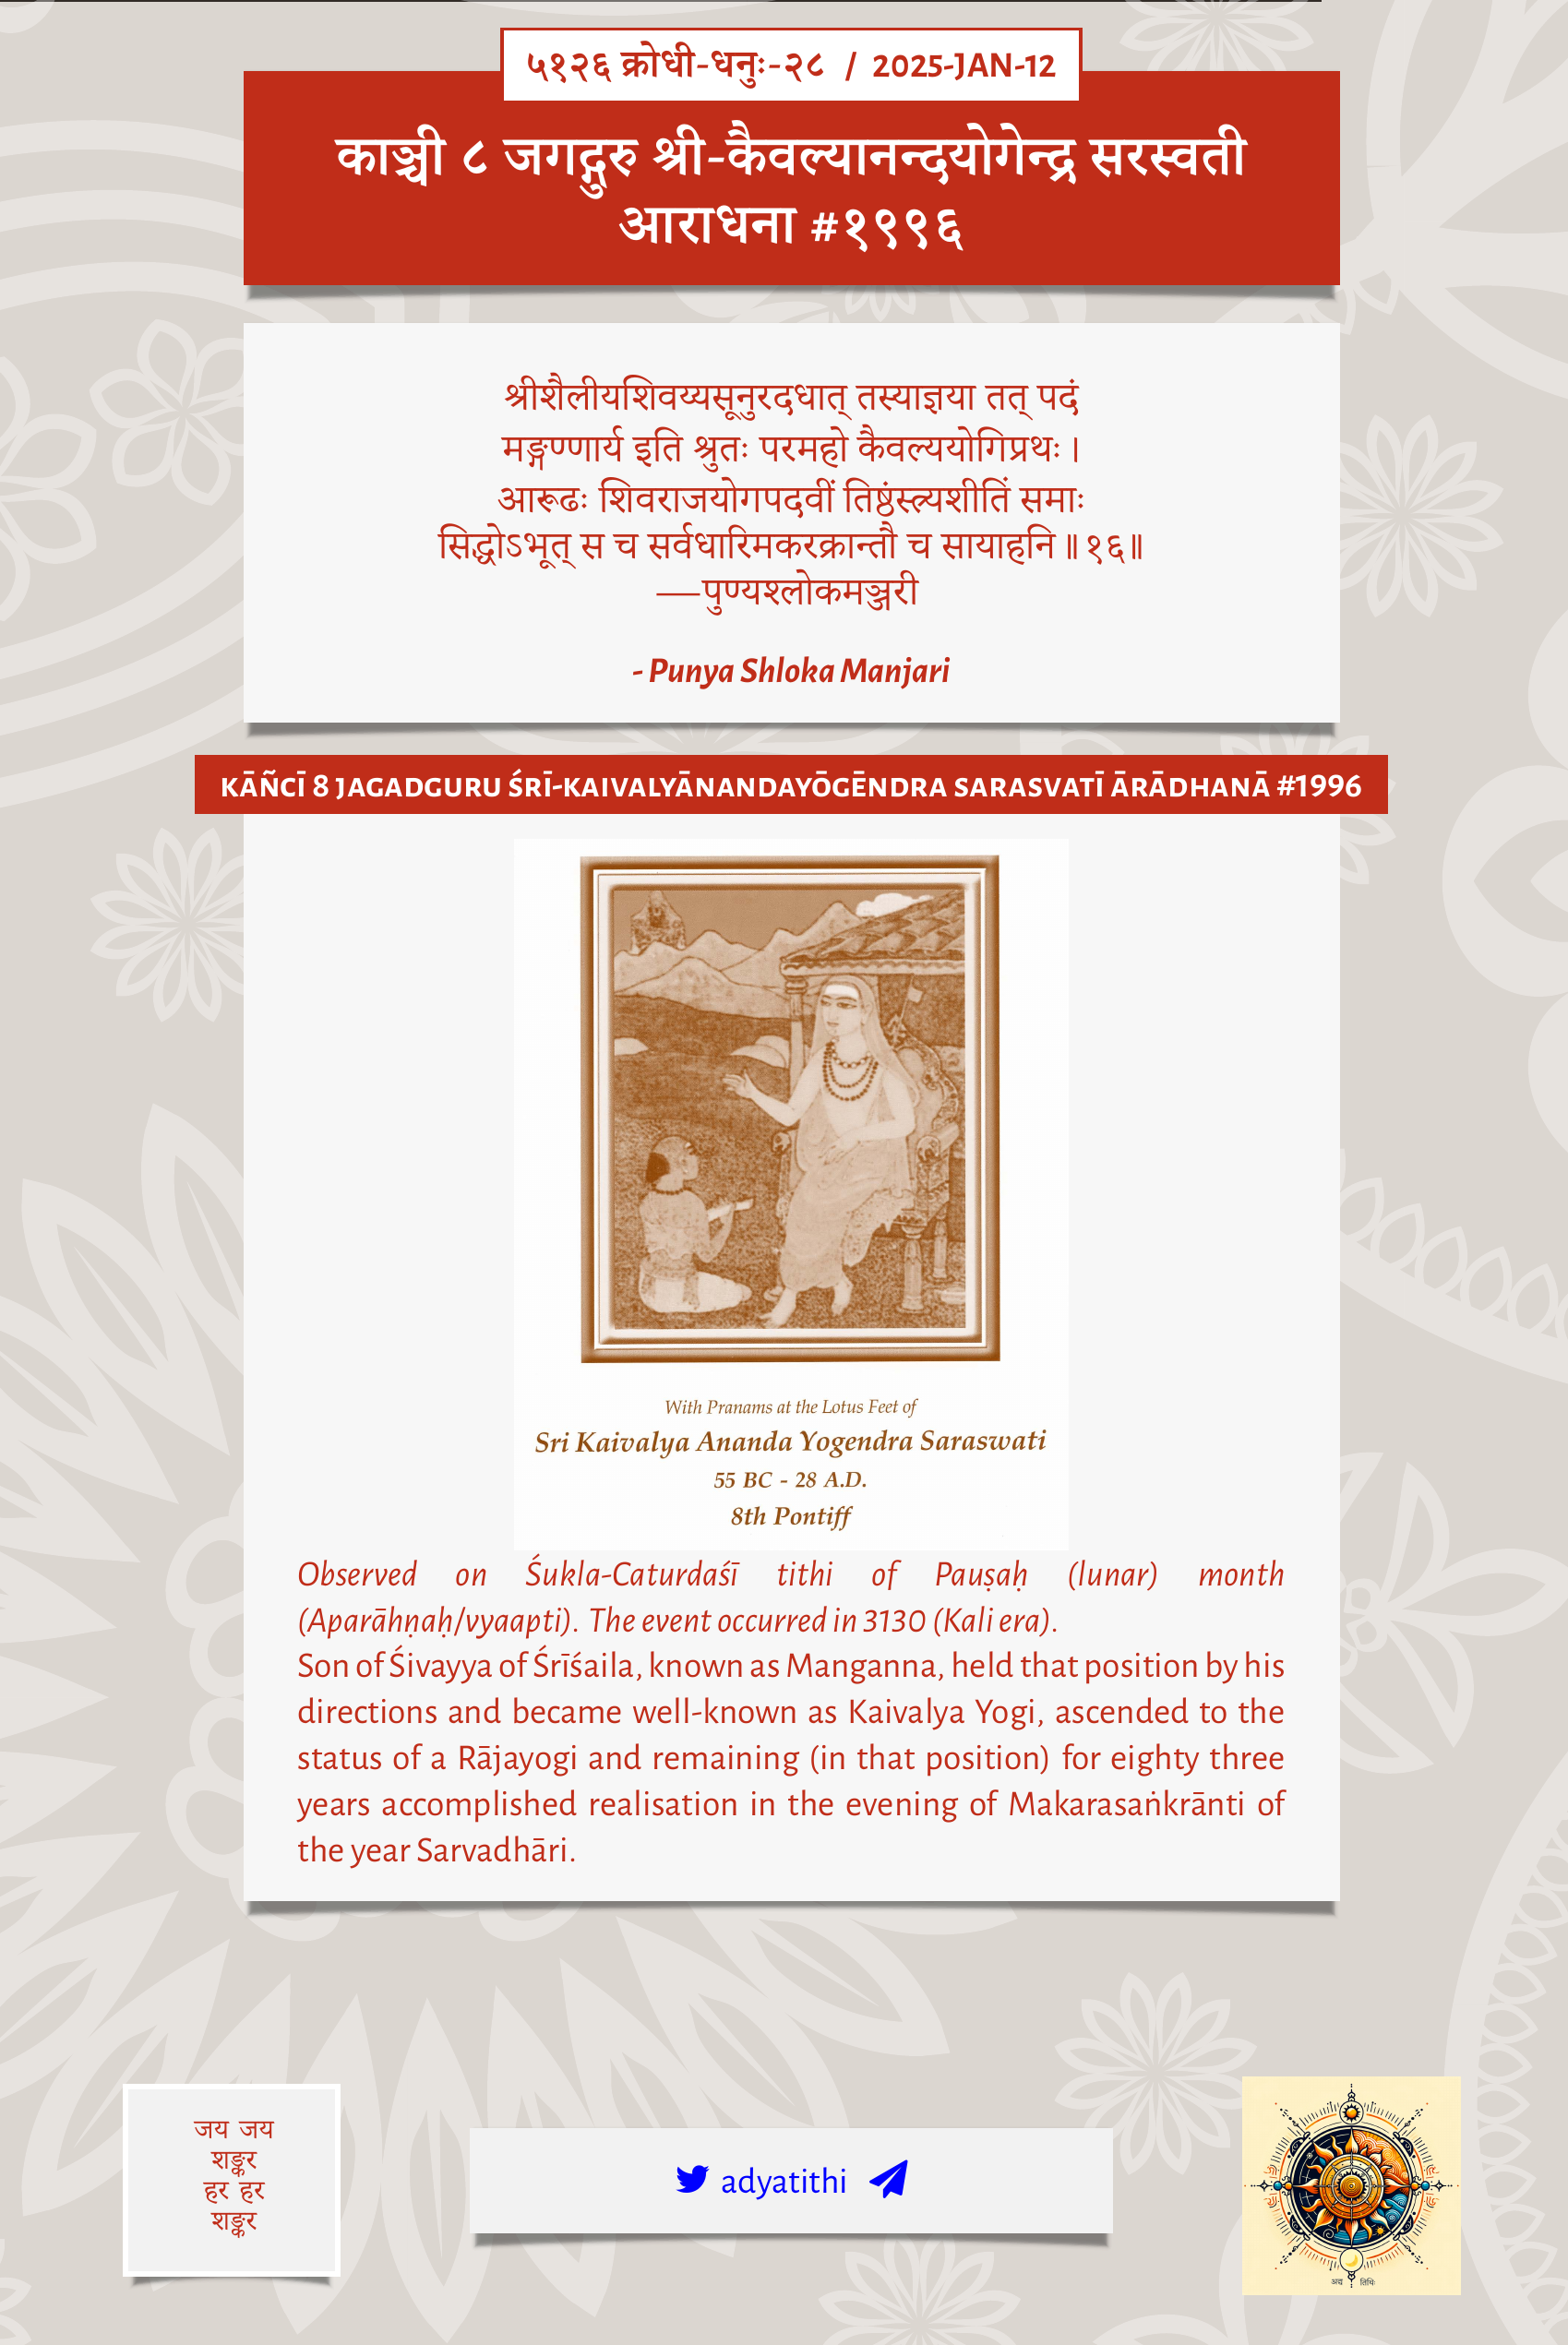 ५१२६ क्रोधी-धनुः-२८ / 2025-JAN-12
काञ्ची ८ जगद्गुरु श्री-कैवल्यानन्दयोगेन्द्र सरस्वती
आराधना #१९९६
श्रीशैलीयशिवय्यसूनुरदधात् तस्याज्ञया तत् पदं
मङ्गण्णार्य इति श्रुतः परमहो कैवल्ययोगिप्रथः।
आरूढः शिवराजयोगपदवीं तिष्ठंस्त्र्यशीतिं समाः
सिद्धोऽभूत् स च सर्वधारिमकरक्रान्तौ च सायाहनि॥१६॥
—पुण्यश्लोकमञ्जरी
- Punya Shloka Manjari
KĀÑCĪ 8 JAGADGURU ŚRĪ-KAIVALYĀNANDAYŌGĒNDRA SARASVATĪ ĀRĀDHANĀ #1996
With Pranams at the Lotus Feet of
Sri Kaivalya Ananda Yogendra Saraswati
55 BC - 28 A.D.
8th Pontiff
Observed on Śukla-Caturdaśī tithi of Pauṣaḥ (lunar) month
(Aparāhṇaḥ/vyaapti). The event occurred in 3130 (Kali era).
Son of Śivayya of Śrīśaila, known as Manganna, held that position by his
directions and became well-known as Kaivalya Yogi, ascended to the
status of a Rājayogi and remaining (in that position) for eighty three
years accomplished realisation in the evening of Makarasaṅkrānti of
the year Sarvadhāri.
जय जय
शङ्कर
हर हर
शङ्कर
adyatithi
अद्य तिथिः